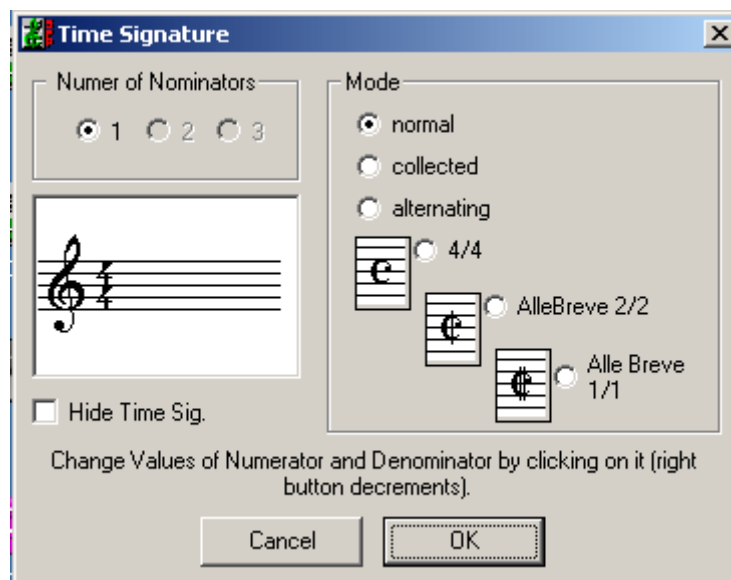 Time Signature
Numer of Nominators
1 2 3
Mode
normal
collected
alternating
4/4
AlleBreve 2/2
Alle Breve
1/1
4
4
Hide Time Sig.
Change Values of Numerator and Denominator by clicking on it (right
button decrements).
Cancel
OK